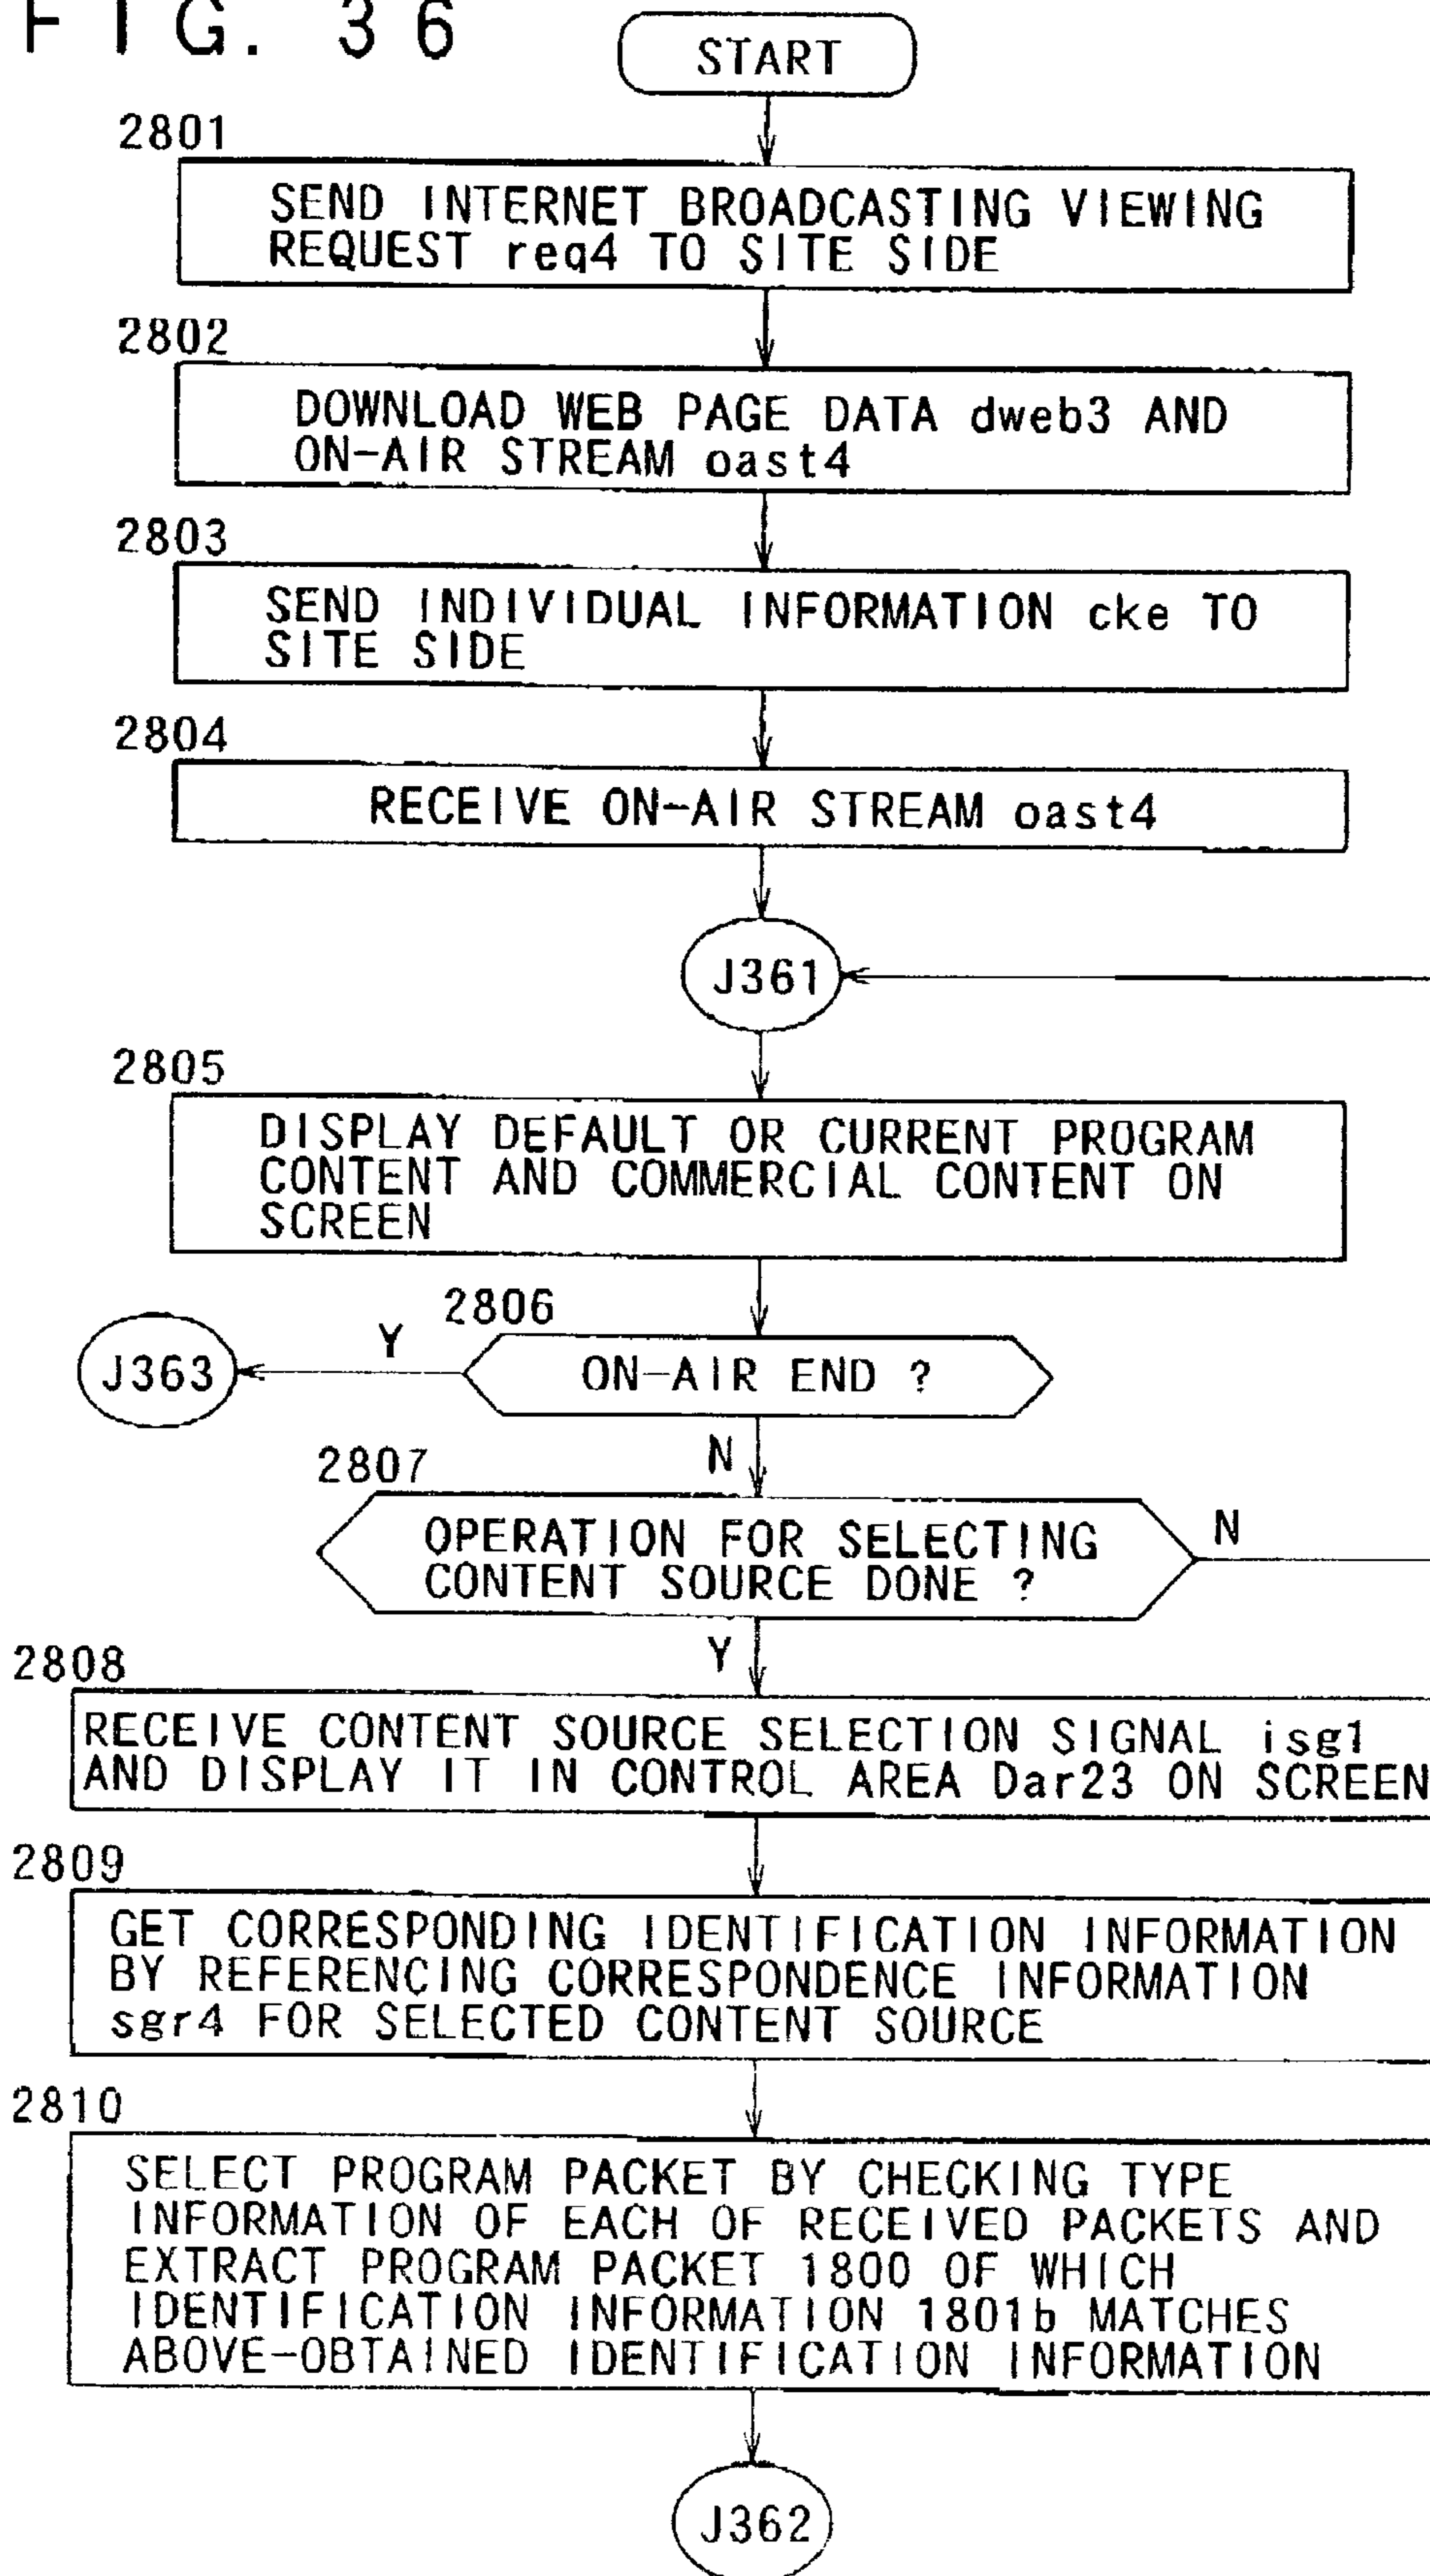 FIG. 36
START
2801
SEND INTERNET BROADCASTING VIEWING
REQUEST req4 TO SITE SIDE
2802
DOWNLOAD WEB PAGE DATA dweb3 AND
ON-AIR STREAM oast4
2803
SEND INDIVIDUAL INFORMATION cke TO
SITE SIDE
2804
RECEIVE ON-AIR STREAM oast4
J361
2805
DISPLAY DEFAULT OR CURRENT PROGRAM
CONTENT AND COMMERCIAL CONTENT ON
SCREEN
2806
ON-AIR END ?
Y
J363
N
2807
OPERATION FOR SELECTING
CONTENT SOURCE DONE ?
N
Y
2808
RECEIVE CONTENT SOURCE SELECTION SIGNAL isg1
AND DISPLAY IT IN CONTROL AREA Dar23 ON SCREEN
2809
GET CORRESPONDING IDENTIFICATION INFORMATION
BY REFERENCING CORRESPONDENCE INFORMATION
sgr4 FOR SELECTED CONTENT SOURCE
2810
SELECT PROGRAM PACKET BY CHECKING TYPE
INFORMATION OF EACH OF RECEIVED PACKETS AND
EXTRACT PROGRAM PACKET 1800 OF WHICH
IDENTIFICATION INFORMATION 1801b MATCHES
ABOVE-OBTAINED IDENTIFICATION INFORMATION
J362